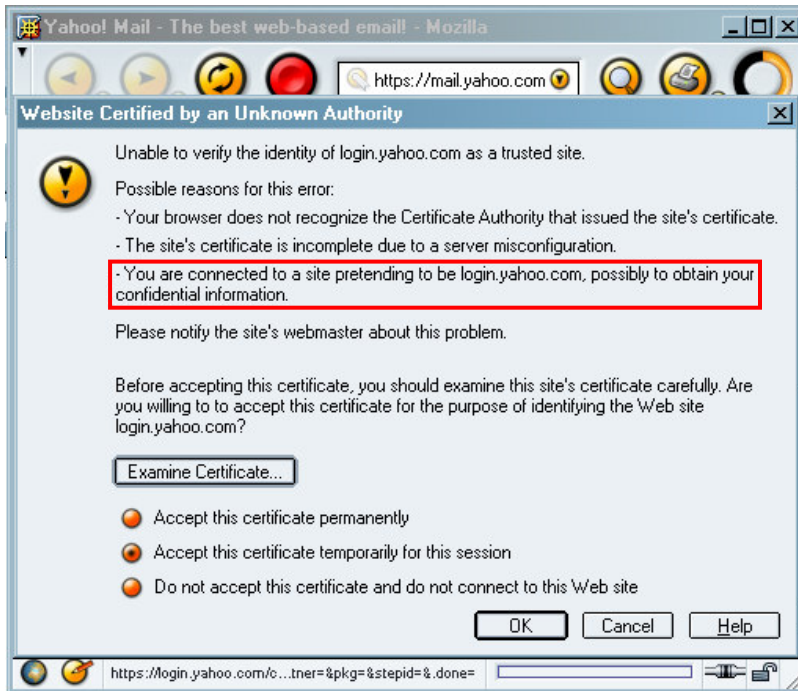 Yahoo! Mail - The best web-based email! - Mozilla
https://mail.yahoo.com
Website Certified by an Unknown Authority
Unable to verify the identity of login.yahoo.com as a trusted site.
Possible reasons for this error:
- Your browser does not recognize the Certificate Authority that issued the site's certificate.
- The site's certificate is incomplete due to a server misconfiguration.
- You are connected to a site pretending to be login.yahoo.com, possibly to obtain your
confidential information.
Please notify the site's webmaster about this problem.
Before accepting this certificate, you should examine this site's certificate carefully. Are
you willing to to accept this certificate for the purpose of identifying the Web site
login.yahoo.com?
Examine Certificate...
Accept this certificate permanently
Accept this certificate temporarily for this session
Do not accept this certificate and do not connect to this Web site
OK Cancel Help
https://login.yahoo.com/c...tner=&pkg=&stepid=&.done=